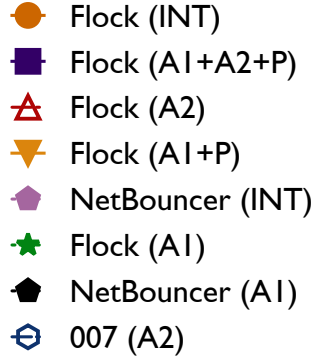 Flock (INT)
Flock (A1+A2+P)
Flock (A2)
Flock (A1+P)
NetBouncer (INT)
Flock (A1)
NetBouncer (A1)
007 (A2)